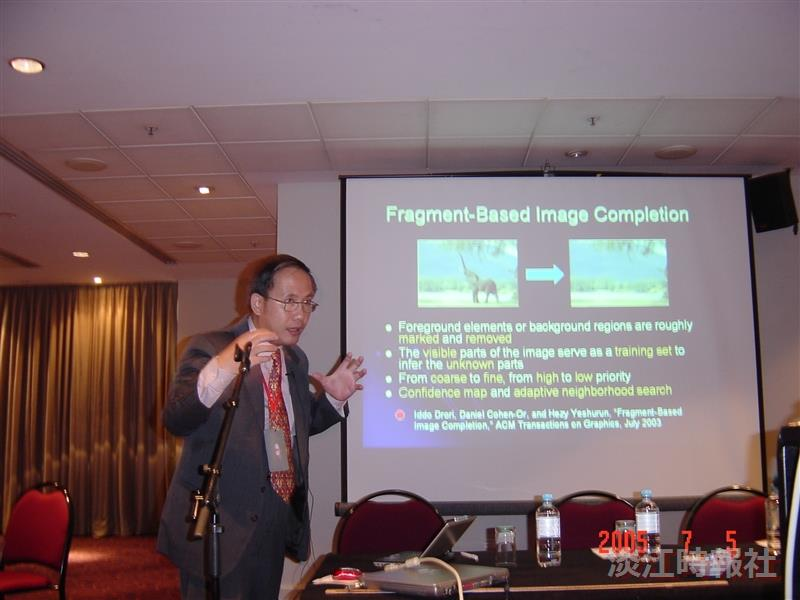 Fragment-Based Image Completion
Foreground elements or background regions are roughly
marked and removed
The visible parts of the image serve as a training set to
infer the unknown parts
From coarse to fine, from high to low priority
Confidence map and adaptive neighborhood search
Iddo Drori, Daniel Cohen-Or, and Hezy Yeshurun, "Fragment-Based
Image Completion," ACM Transactions on Graphics, July 2003
2005 7 5
淡江時報社